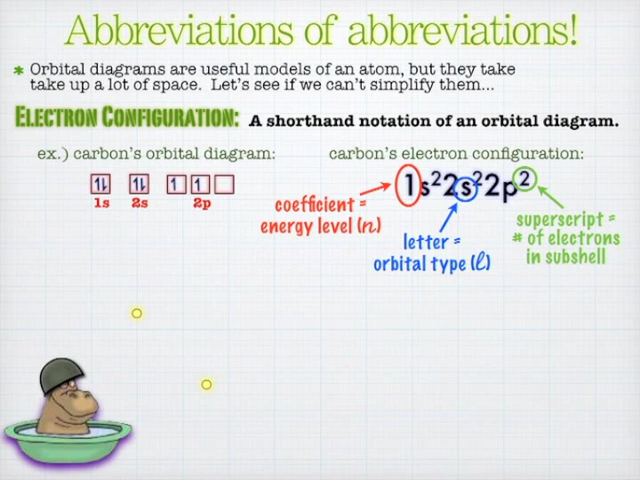 Abbreviations of abbreviations!
* Orbital diagrams are useful models of an atom, but they take
take up a lot of space. Let's see if we can't simplify them...
ELECTRON CONFIGURATION: A shorthand notation of an orbital diagram.
ex.) carbon's orbital diagram:
1s 2s 2p
carbon's electron configuration:
1s²2s²2p²
coefficient =
energy level (n)
letter =
orbital type (ℓ)
superscript =
# of electrons
in subshell